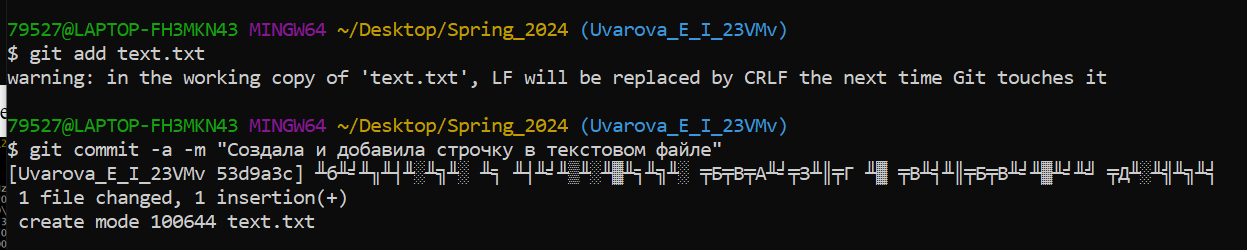 79527@LAPTOP-FH3MKN43 MINGW64 ~/Desktop/Spring_2024 (Uvarova_E_I_23VMv)
$ git add text.txt
warning: in the working copy of 'text.txt', LF will be replaced by CRLF the next time Git touches it
79527@LAPTOP-FH3MKN43 MINGW64 ~/Desktop/Spring_2024 (Uvarova_E_I_23VMv)
$ git commit -a -m "Создала и добавила строчку в текстовом файле"
[Uvarova_E_I_23VMv 53d9a3c]
1 file changed, 1 insertion(+)
create mode 100644 text.txt